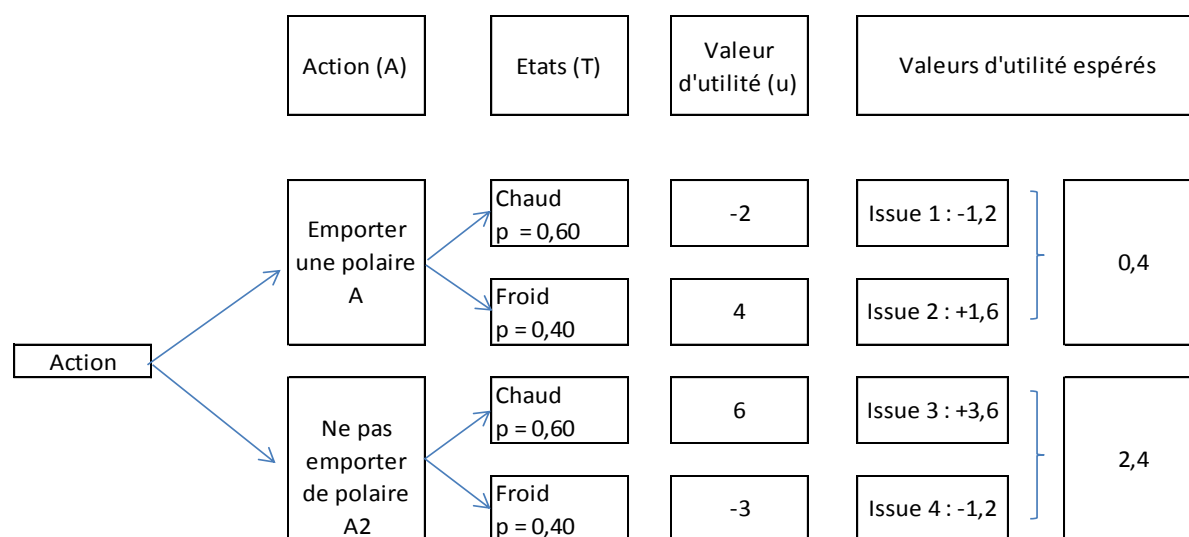 Action (A)
Etats (T)
Valeur
d'utilité (u)
Valeurs d'utilité espérés
Action
Emporter
une polaire
A
Chaud
p = 0,60
-2
Issue 1 : -1,2
Froid
p = 0,40
4
Issue 2 : +1,6
0,4
Ne pas
emporter
de polaire
A2
Chaud
p = 0,60
6
Issue 3 : +3,6
Froid
p = 0,40
-3
Issue 4 : -1,2
2,4